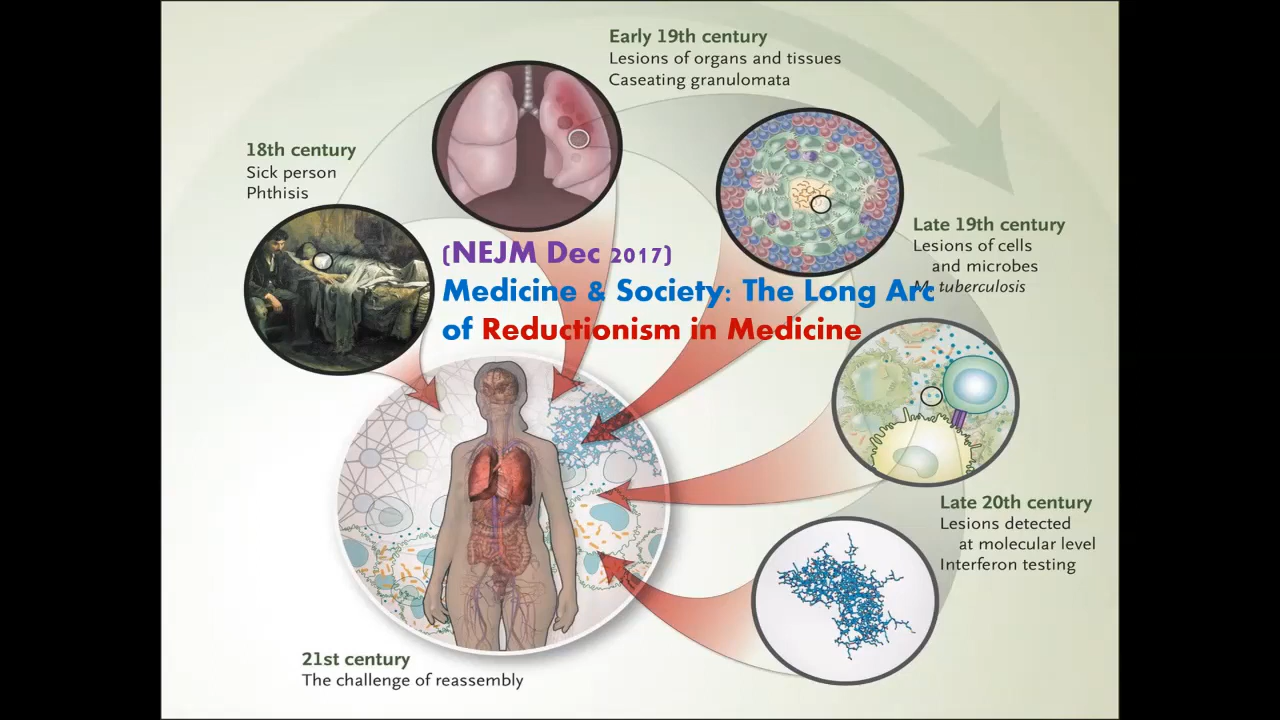 Early 19th century
Lesions of organs and tissues
Caseating granulomata
18th century
Sick person
Phthisis
Late 19th century
Lesions of cells
and microbes
M. tuberculosis
(NEJM Dec 2017)
Medicine & Society: The Long Arc
of Reductionism in Medicine
Late 20th century
Lesions detected
at molecular level
Interferon testing
21st century
The challenge of reassembly